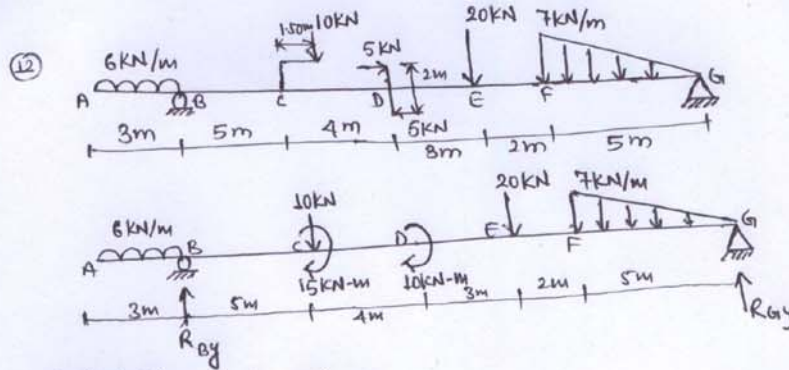 12
1.50m 10KN
20KN 7KN/m
6KN/m
5KN
2m
A B C D E F G
5KN
3m 5m 4m 3m 2m 5m
20KN 7KN/m
10KN
6KN/m
A B C D E F G
15KN-m 10KN-m
3m 5m 4m 3m 2m 5m
RBy
RGy